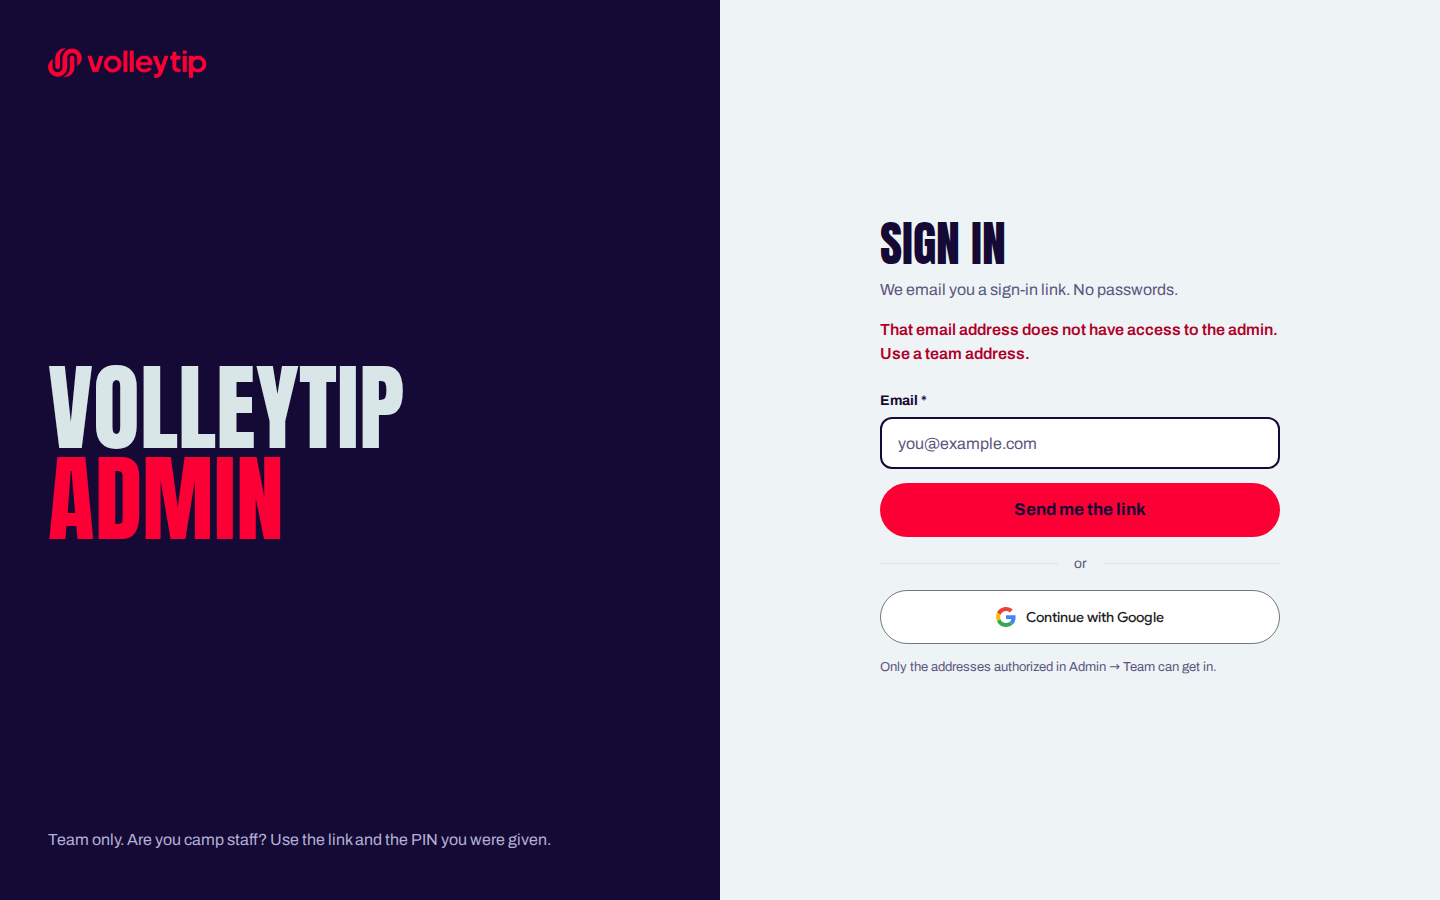 volleytip
VOLLEYTIP
ADMIN
Team only. Are you camp staff? Use the link and the PIN you were given.
SIGN IN
We email you a sign-in link. No passwords.
That email address does not have access to the admin.
Use a team address.
Email *
you@example.com
Send me the link
or
Continue with Google
Only the addresses authorized in Admin → Team can get in.